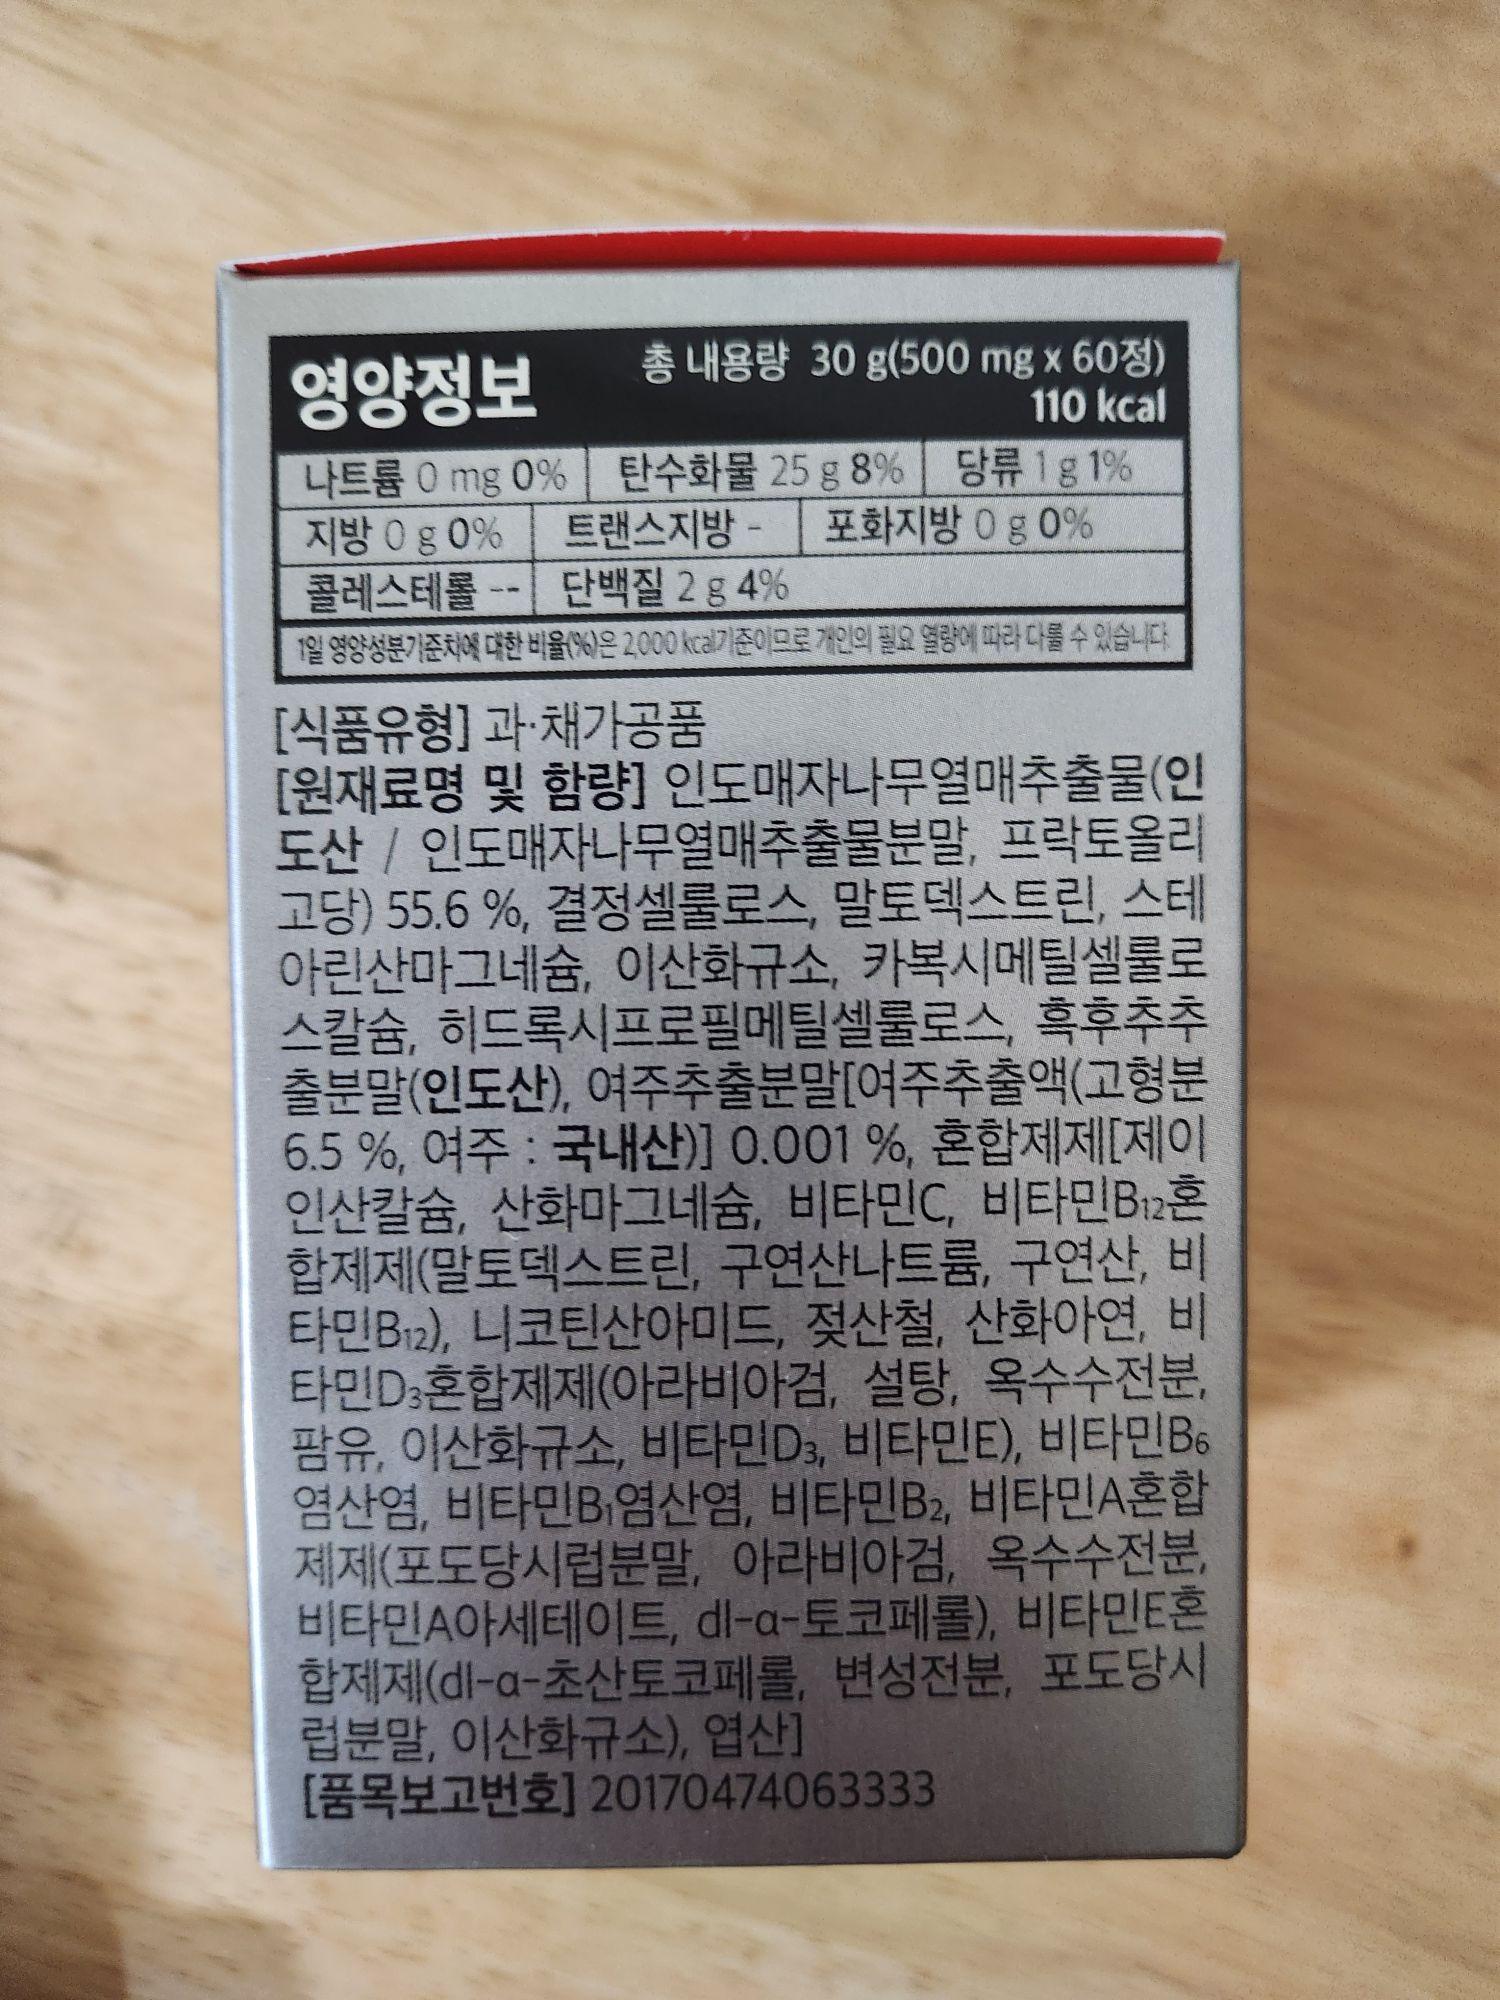 영양정보
총 내용량 30 g(500 mg x 60정)
110 kcal
나트륨 0 mg 0% 탄수화물 25 g 8% 당류 1 g 1%
지방 0 g 0% 트랜스지방 - 포화지방 0 g 0%
콜레스테롤 -- 단백질 2 g 4%
1일 영양성분기준치에 대한 비율(%)은 2,000 kcal기준이므로 개인의 필요 열량에 따라 다를 수 있습니다.
[식품유형] 과·채가공품
[원재료명 및 함량] 인도매자나무열매추출물(인
도산 / 인도매자나무열매추출물분말, 프락토올리
고당) 55.6 %, 결정셀룰로스, 말토덱스트린, 스테
아린산마그네슘, 이산화규소, 카복시메틸셀룰로
스칼슘, 히드록시프로필메틸셀룰로스, 흑후추추
출분말(인도산), 여주추출분말[여주추출액(고형분
6.5 %, 여주 : 국내산)] 0.001 %, 혼합제제[제이
인산칼슘, 산화마그네슘, 비타민C, 비타민B₁₂혼
합제제(말토덱스트린, 구연산나트륨, 구연산, 비
타민B₁₂), 니코틴산아미드, 젖산철, 산화아연, 비
타민D₃혼합제제(아라비아검, 설탕, 옥수수전분,
팜유, 이산화규소, 비타민D₃, 비타민E), 비타민B₆
염산염, 비타민B₁염산염, 비타민B₂, 비타민A혼합
제제(포도당시럽분말, 아라비아검, 옥수수전분,
비타민A아세테이트, dl-α-토코페롤), 비타민E혼
합제제(dl-α-초산토코페롤, 변성전분, 포도당시
럽분말, 이산화규소), 엽산]
[품목보고번호] 20170474063333